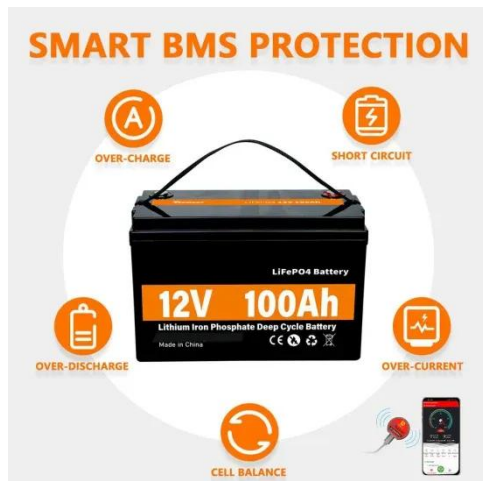 SMART BMS PROTECTION
OVER-CHARGE
SHORT CIRCUIT
LiFePO4 Battery
12V 100Ah
Lithium Iron Phosphate Deep Cycle Battery
Made in China
CE
OVER-DISCHARGE
OVER-CURRENT
CELL BALANCE